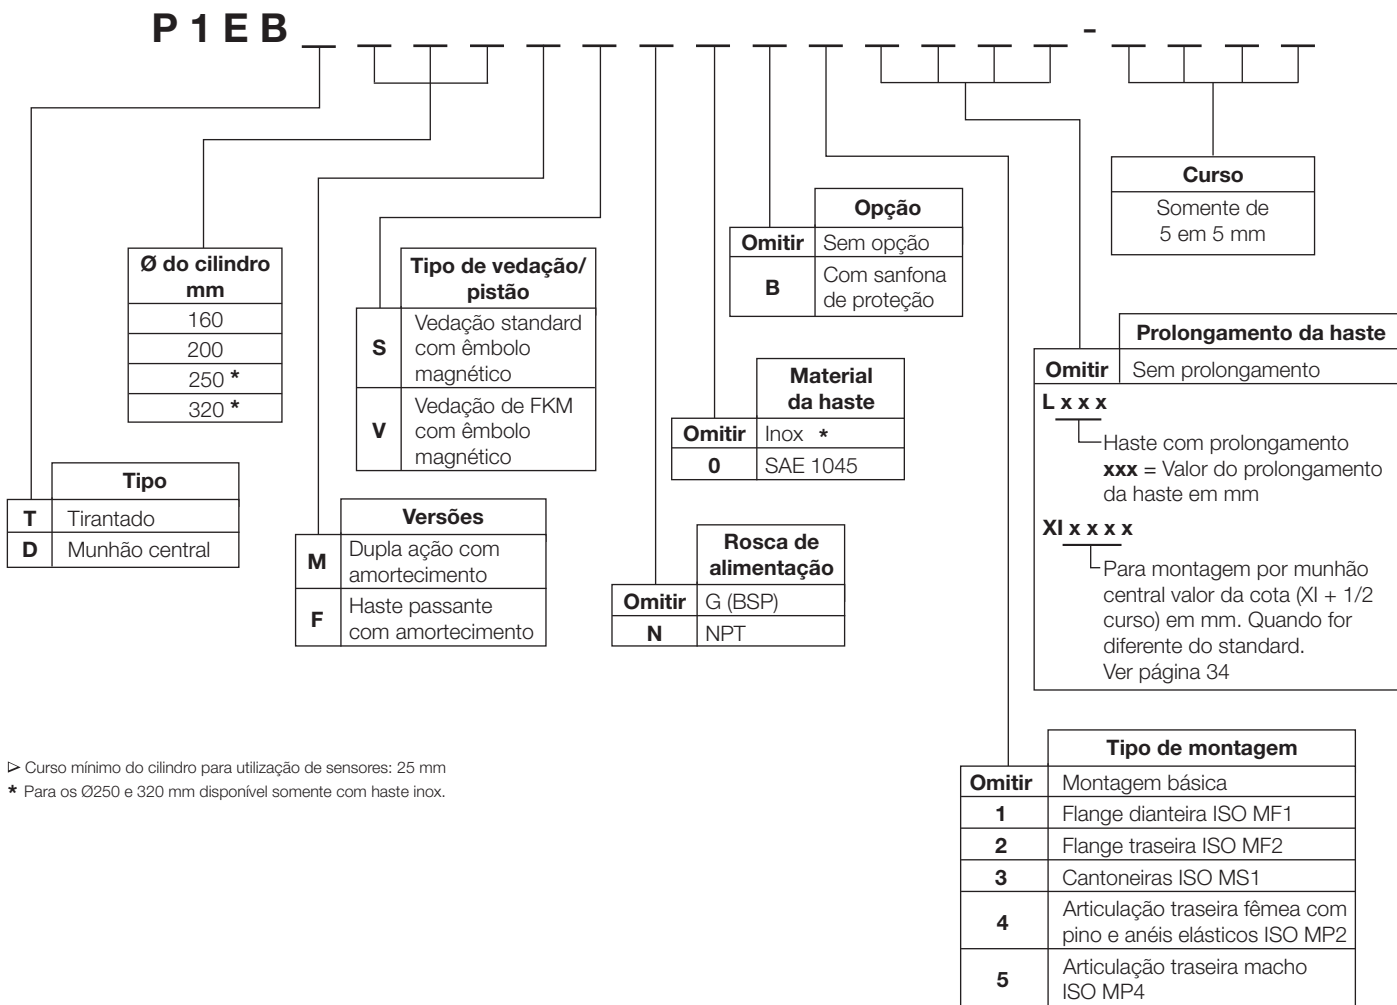 P 1 E B -
Curso
Somente de
5 em 5 mm
Opção
Omitir Sem opção
B Com sanfona
de proteção
Ø do cilindro
mm
160
200
250 *
320 *
Tipo de vedação/
pistão
S Vedação standard
com êmbolo
magnético
V Vedação de FKM
com êmbolo
magnético
Prolongamento da haste
Omitir Sem prolongamento
L x x x
Haste com prolongamento
xxx = Valor do prolongamento
da haste em mm
XI x x x x
Para montagem por munhão
central valor da cota (XI + 1/2
curso) em mm. Quando for
diferente do standard.
Ver página 34
Material
da haste
Omitir Inox *
0 SAE 1045
Tipo
T Tirantado
D Munhão central
Versões
M Dupla ação com
amortecimento
F Haste passante
com amortecimento
Rosca de
alimentação
Omitir G (BSP)
N NPT
Tipo de montagem
Omitir Montagem básica
1 Flange dianteira ISO MF1
2 Flange traseira ISO MF2
3 Cantoneiras ISO MS1
4 Articulação traseira fêmea com
pino e anéis elásticos ISO MP2
5 Articulação traseira macho
ISO MP4
▷ Curso mínimo do cilindro para utilização de sensores: 25 mm
* Para os Ø250 e 320 mm disponível somente com haste inox.